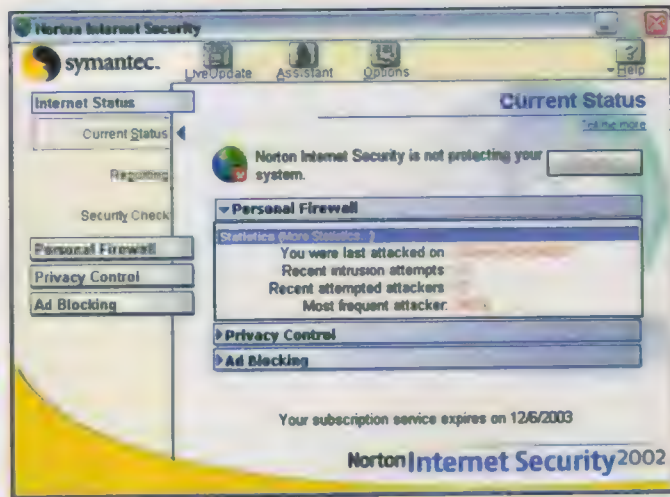 Norton Internet Security
symantec.
LiveUpdate Assistant Options Help
Internet Status
Current Status
Current Status
Tell me more
Norton Internet Security is not protecting your system.
Reporting
Security Check
Personal Firewall
Statistics (More Statistics...)
You were last attacked on
Recent intrusion attempts
Recent attempted attackers
Most frequent attacker:
Personal Firewall
Privacy Control
Ad Blocking
Privacy Control
Ad Blocking
Your subscription service expires on 12/6/2003
Norton Internet Security 2002